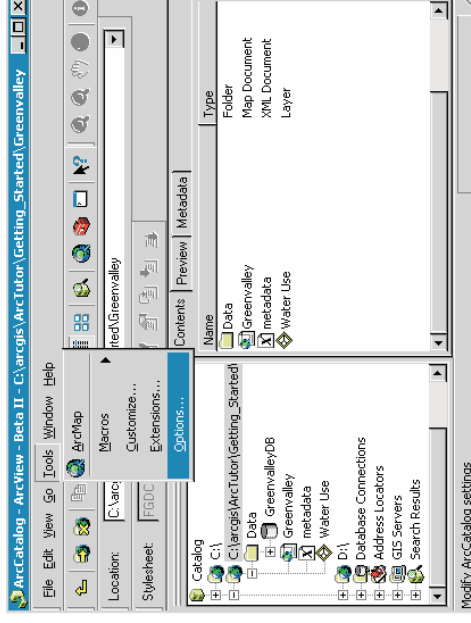 ArcCatalog - ArcView - Beta II - C:\arcgis\ArcTutor\Getting_Started\Greenvalley
File Edit View Go Tools Window Help
ArcMap
Macros
Customize...
Extensions...
Options...
Location: C:\arc
rted\Greenvalley
Stylesheet: FGDC
Contents Preview Metadata
Catalog
C:\
C:\arcgis\ArcTutor\Getting_Started\
Data
GreenvalleyDB
Greenvalley
metadata
Water Use
D:\
Database Connections
Address Locators
GIS Servers
Search Results
Name Type
Data Folder
Greenvalley Map Document
metadata XML Document
Water Use Layer
Modify ArcCatalog settings